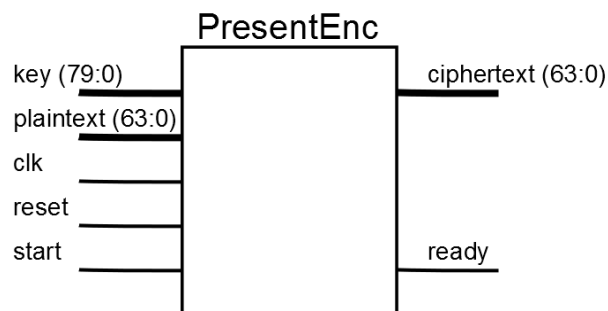 PresentEnc
key (79:0)
ciphertext (63:0)
plaintext (63:0)
clk
reset
start
ready